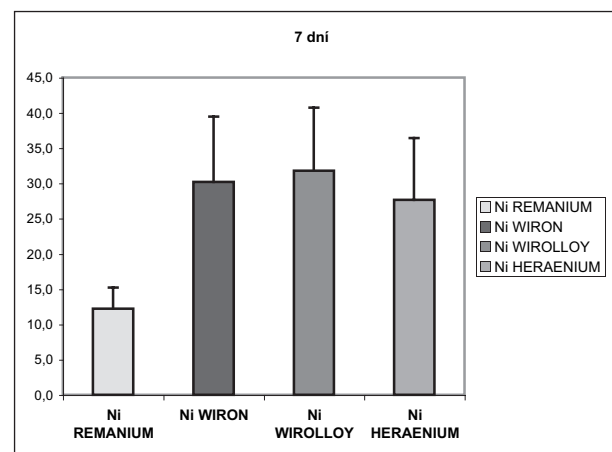 7 dní
45,0
40,0
35,0
30,0
25,0
20,0
15,0
10,0
5,0
0,0
Ni REMANIUM
Ni WIRON
Ni WIROLLOY
Ni HERAENIUM
Ni
REMANIUM
Ni WIRON
Ni
WIROLLOY
Ni
HERAENIUM